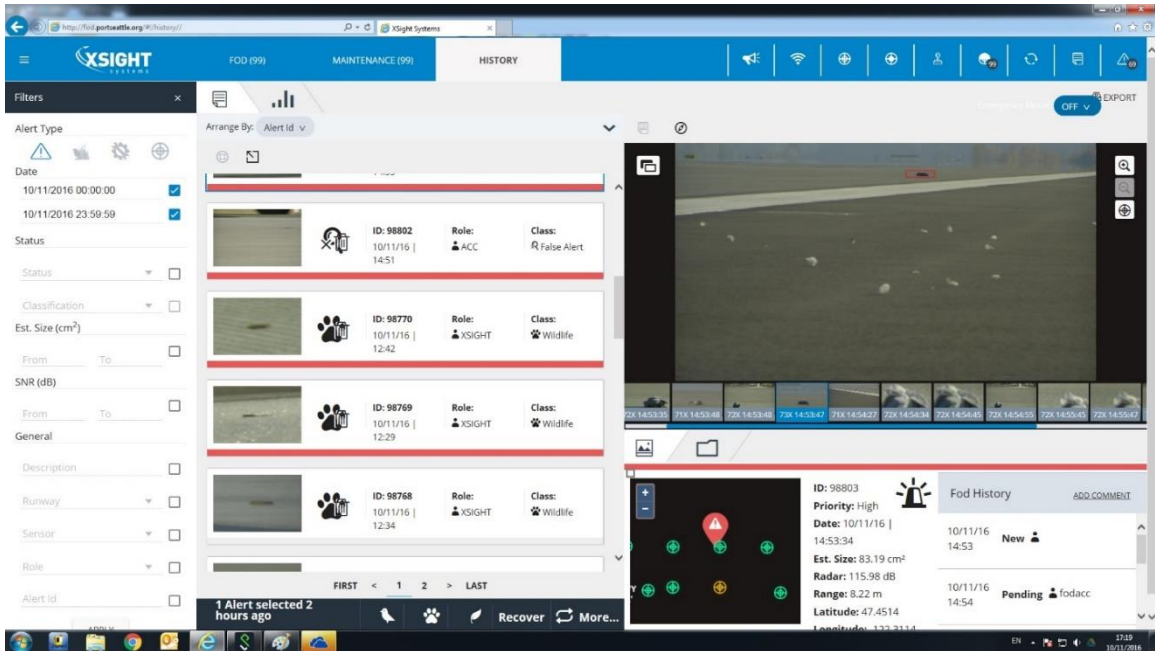 http://fod.portseattle.org/#!/history//
XSight Systems
XSIGHT
systems
FOD (99)
MAINTENANCE (99)
HISTORY
99
Filters
EXPORT
OFF
Alert Type
Date
10/11/2016 00:00:00
10/11/2016 23:59:59
Status
Status
Classification
Est. Size (cm²)
From To
SNR (dB)
From To
General
Description
Runway
Sensor
Role
Alert Id
APPLY
Arrange By: Alert Id
ID: 98802
10/11/16 |
14:51
Role:
ACC
Class:
False Alert
ID: 98770
10/11/16 |
12:42
Role:
XSIGHT
Class:
Wildlife
ID: 98769
10/11/16 |
12:29
Role:
XSIGHT
Class:
Wildlife
ID: 98768
10/11/16 |
12:34
Role:
XSIGHT
Class:
Wildlife
FIRST < 1 2 > LAST
1 Alert selected 2
hours ago
Recover
More...
72X 14:53:35
71X 14:53:48
72X 14:53:48
73X 14:53:47
71X 14:54:27
72X 14:54:34
72X 14:54:45
72X 14:54:55
72X 14:55:45
72X 14:55:47
ID: 98803
Priority: High
Date: 10/11/16 |
14:53:34
Est. Size: 83.19 cm²
Radar: 115.98 dB
Range: 8.22 m
Latitude: 47.4514
Longitude: -122.3114
Fod History
ADD COMMENT
10/11/16
14:53
New
10/11/16
14:54
Pending
fodacc
EN
17:19
10/11/2016